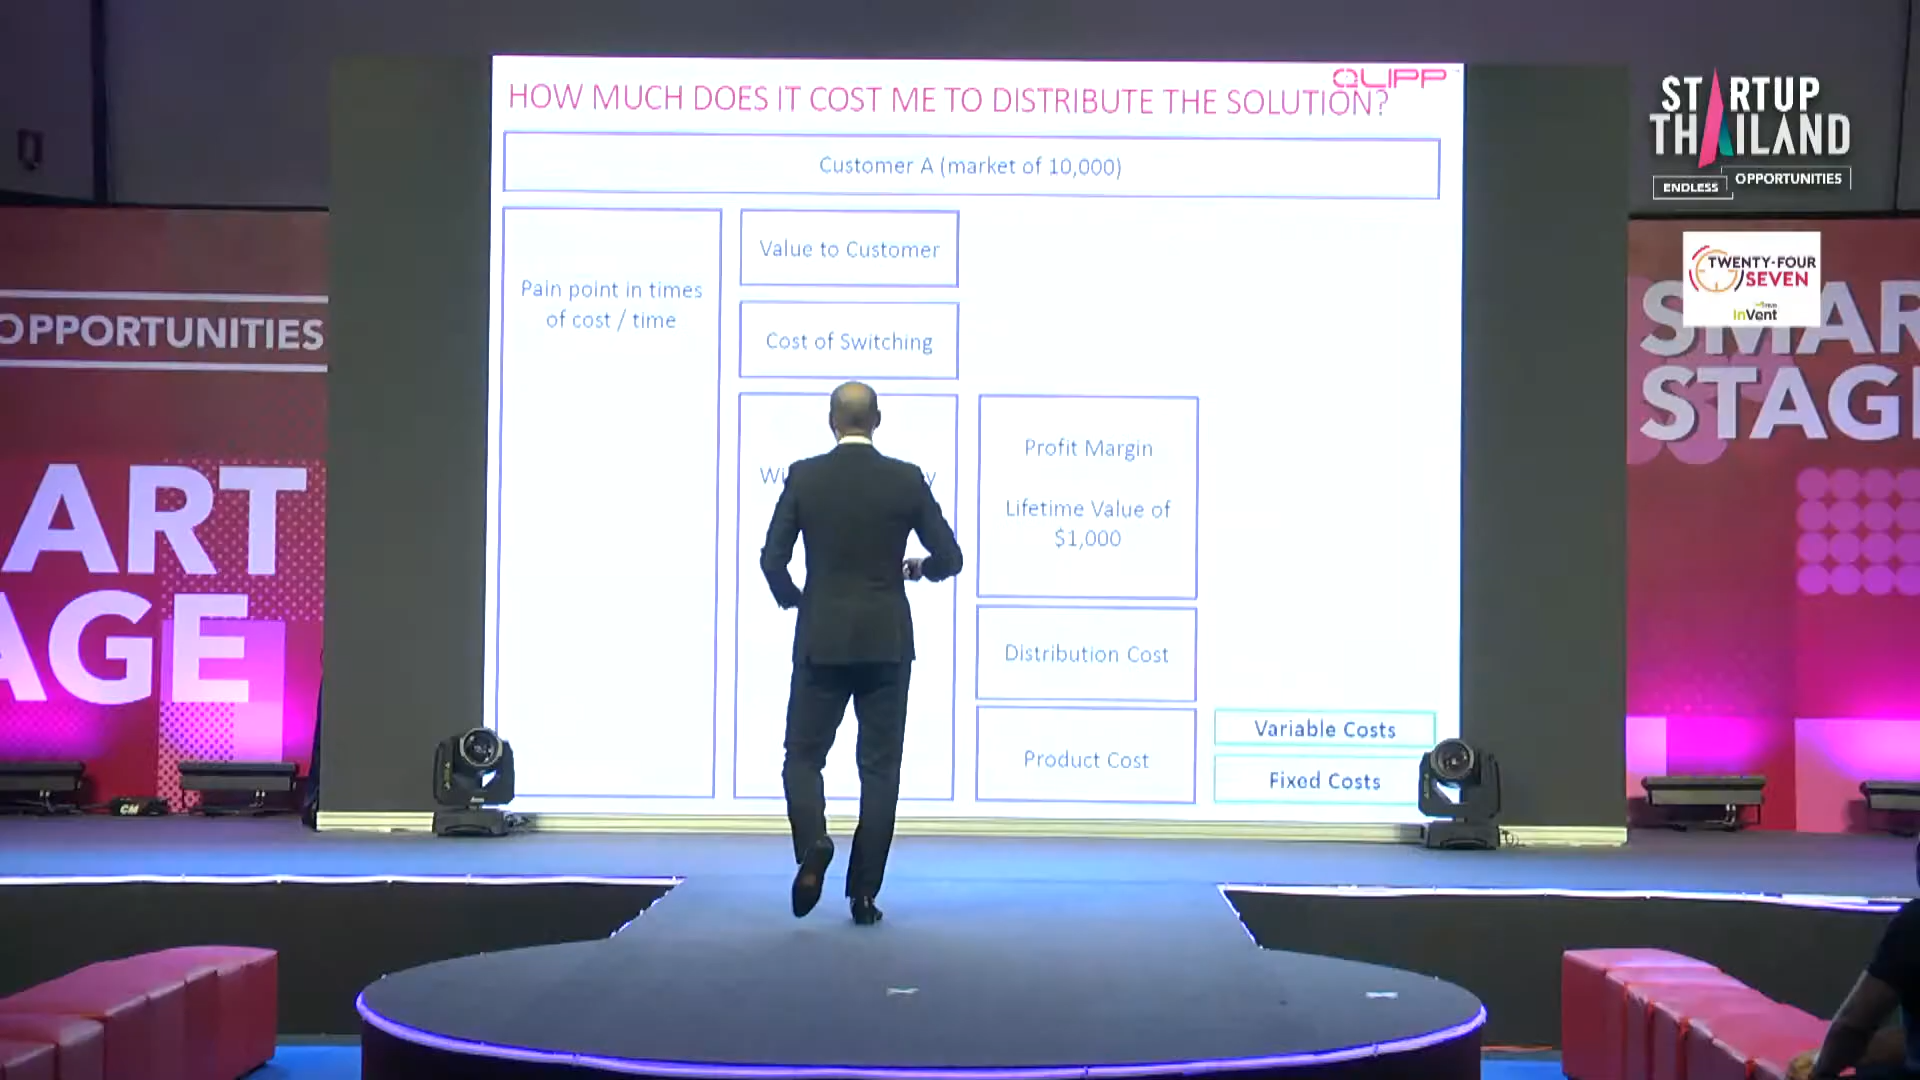 QLIPP
HOW MUCH DOES IT COST ME TO DISTRIBUTE THE SOLUTION?
Customer A (market of 10,000)
Pain point in times
of cost / time
Value to Customer
Cost of Switching
Profit Margin
Lifetime Value of
$1,000
Distribution Cost
Product Cost
Variable Costs
Fixed Costs
STARTUP
THAILAND
ENDLESS OPPORTUNITIES
TWENTY-FOUR
SEVEN
inVent
OPPORTUNITIES
ART
AGE
SMAR
STAGE
CM